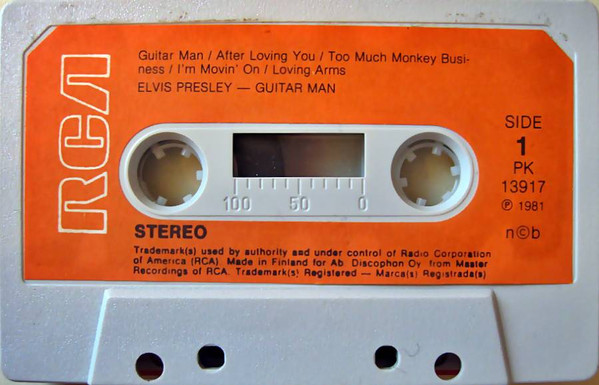 RCA
Guitar Man / After Loving You / Too Much Monkey Busi-
ness / I'm Movin' On / Loving Arms
ELVIS PRESLEY — GUITAR MAN
SIDE
1
PK
13917
℗ 1981
n©b
100 50 0
STEREO
Trademark(s) used by authority and under control of Radio Corporation
of America (RCA). Made in Finland for Ab Discophon Oy from Master
Recordings of RCA. Trademark(s) Registered — Marca(s) Registrada(s)